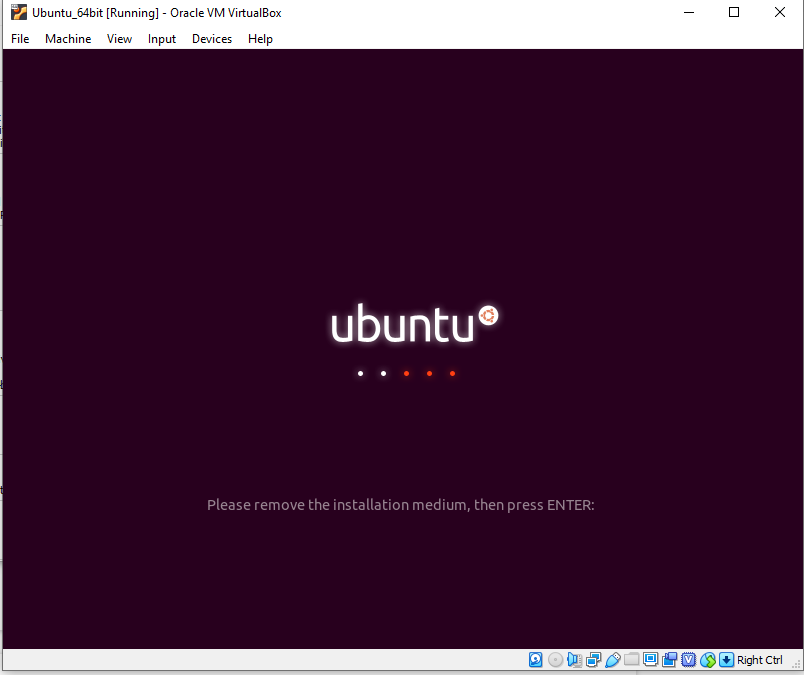 Ubuntu_64bit [Running] - Oracle VM VirtualBox
File Machine View Input Devices Help
ubuntu
Please remove the installation medium, then press ENTER:
Right Ctrl